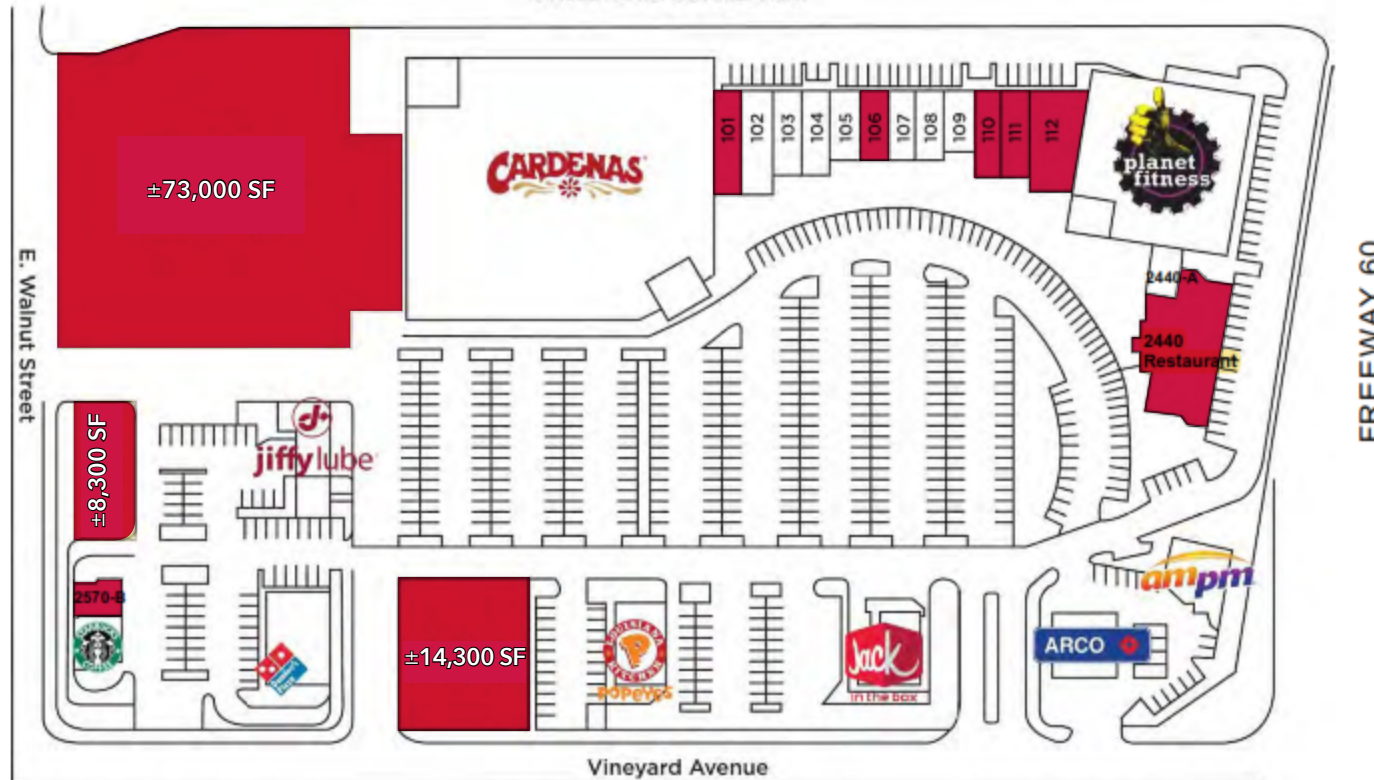 ±73,000 SF
CARDENAS
101
102
103
104
105
106
107
108
109
110
111
112
planet
fitness
E. Walnut Street
FREEWAY 60
2440-A
2440
Restaurant
±8,300 SF
jiffy lube
2570-B
±14,300 SF
LOUISIANA
KITCHEN
POPEYES
Jack
in the box
ampm
ARCO
Vineyard Avenue